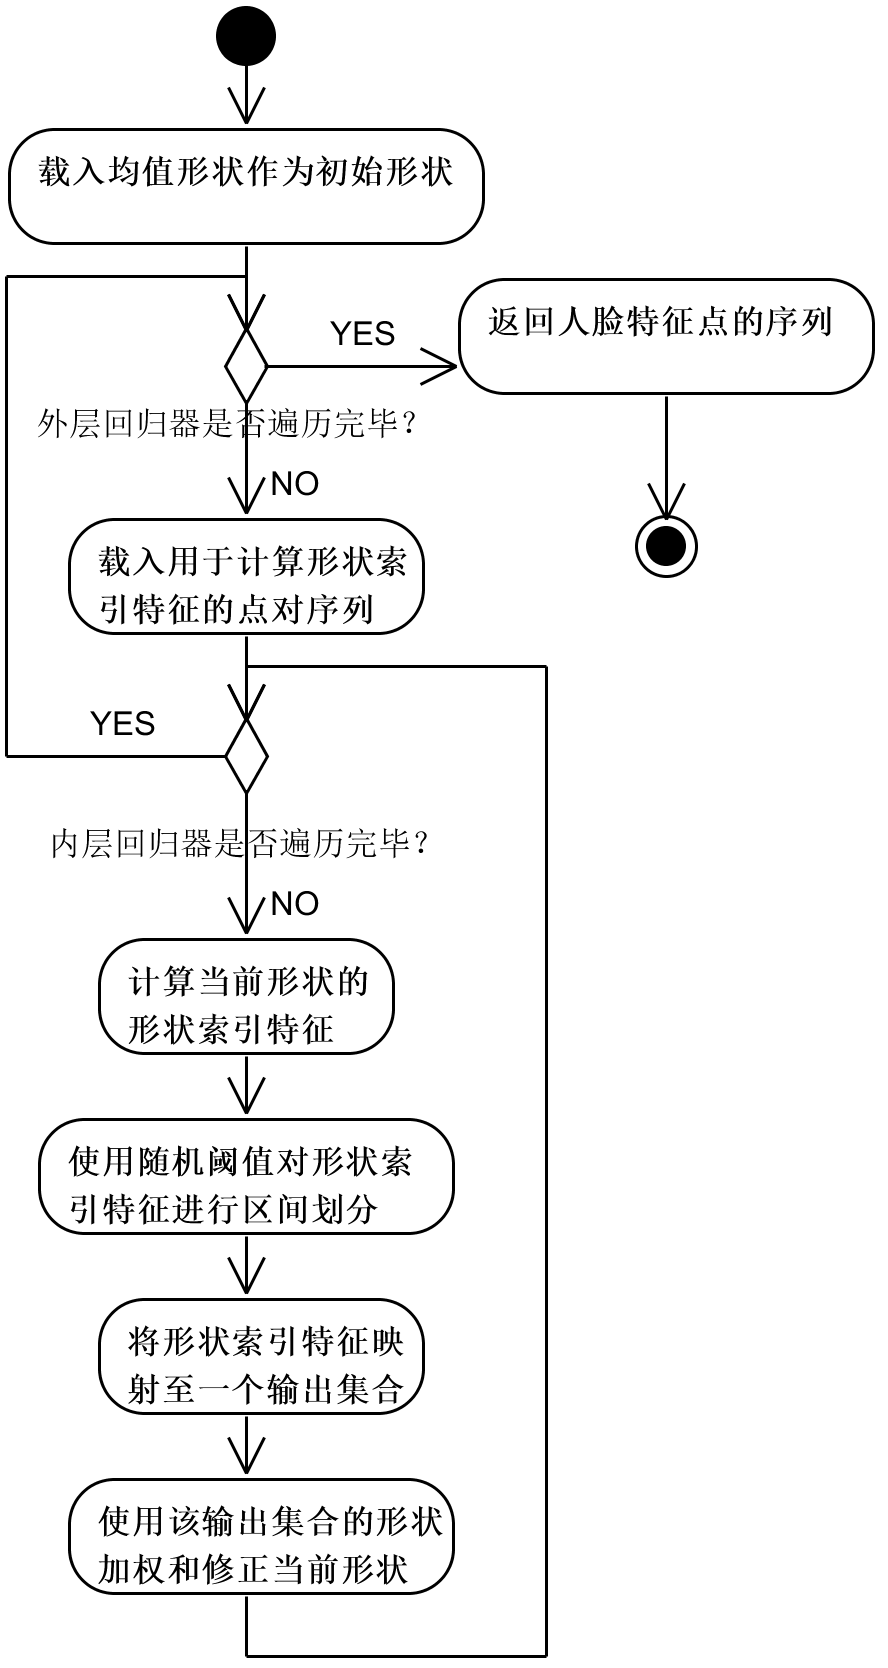 载入均值形状作为初始形状
返回人脸特征点的序列
YES
外层回归器是否遍历完毕？
NO
载入用于计算形状索
引特征的点对序列
YES
内层回归器是否遍历完毕？
NO
计算当前形状的
形状索引特征
使用随机阈值对形状索
引特征进行区间划分
将形状索引特征映
射至一个输出集合
使用该输出集合的形状
加权和修正当前形状